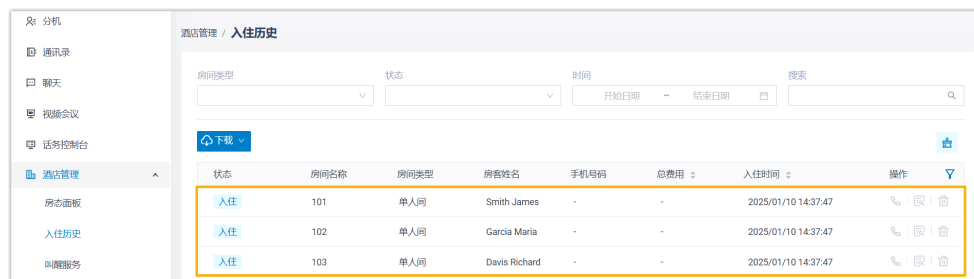 分机
酒店管理 / 入住历史
通讯录
聊天
视频会议
话务控制台
酒店管理
房态面板
入住历史
叫醒服务
房间类型 状态 时间 搜索
开始日期 ~ 结束日期
下载
状态 房间名称 房间类型 房客姓名 手机号码 总费用 入住时间 操作
入住 101 单人间 Smith James - - 2025/01/10 14:37:47
入住 102 单人间 Garcia Maria - - 2025/01/10 14:37:47
入住 103 单人间 Davis Richard - - 2025/01/10 14:37:47